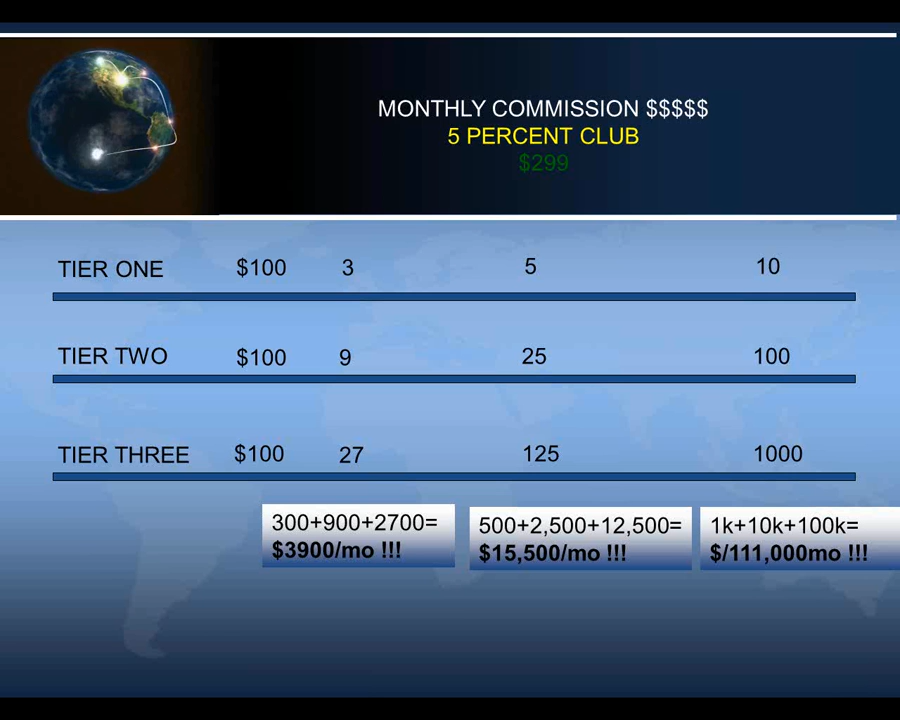 MONTHLY COMMISSION $$$$$
5 PERCENT CLUB
$299
TIER ONE $100 3 5 10
TIER TWO $100 9 25 100
TIER THREE $100 27 125 1000
300+900+2700=
$3900/mo !!!
500+2,500+12,500=
$15,500/mo !!!
1k+10k+100k=
$/111,000mo !!!